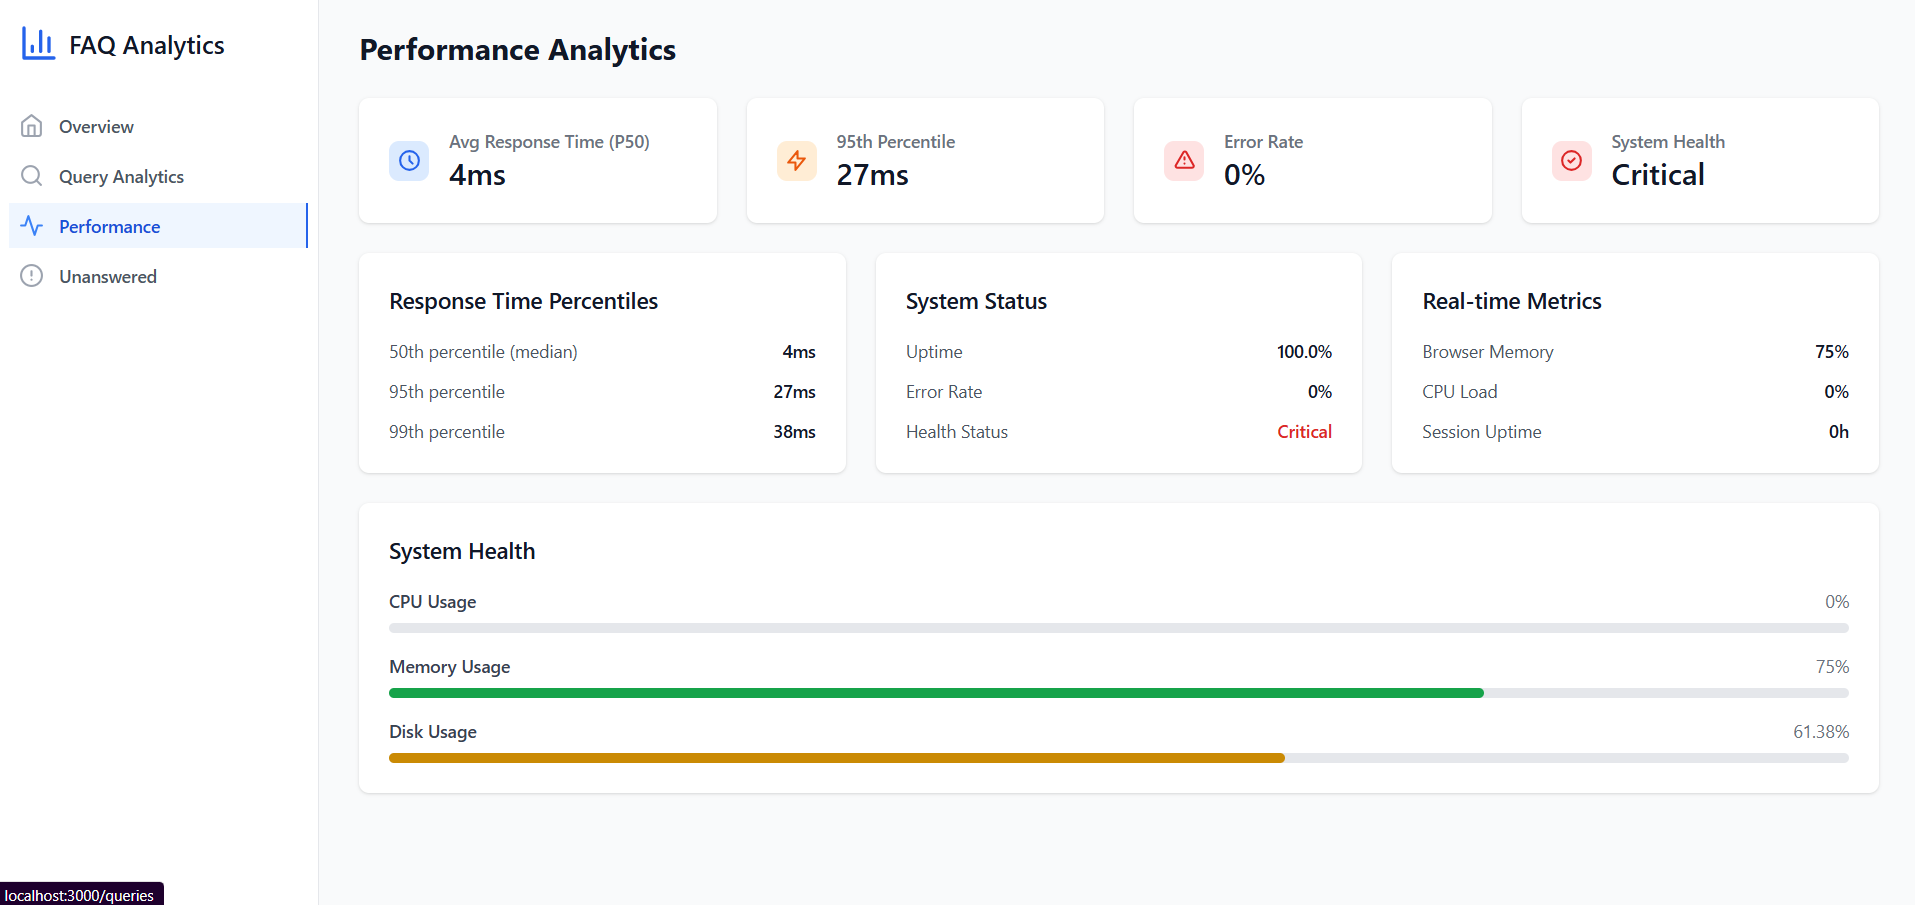 FAQ Analytics
Overview
Query Analytics
Performance
Unanswered
Performance Analytics
Avg Response Time (P50)
4ms
95th Percentile
27ms
Error Rate
0%
System Health
Critical
Response Time Percentiles
50th percentile (median) 4ms
95th percentile 27ms
99th percentile 38ms
System Status
Uptime 100.0%
Error Rate 0%
Health Status Critical
Real-time Metrics
Browser Memory 75%
CPU Load 0%
Session Uptime 0h
System Health
CPU Usage 0%
Memory Usage 75%
Disk Usage 61.38%
localhost:3000/queries